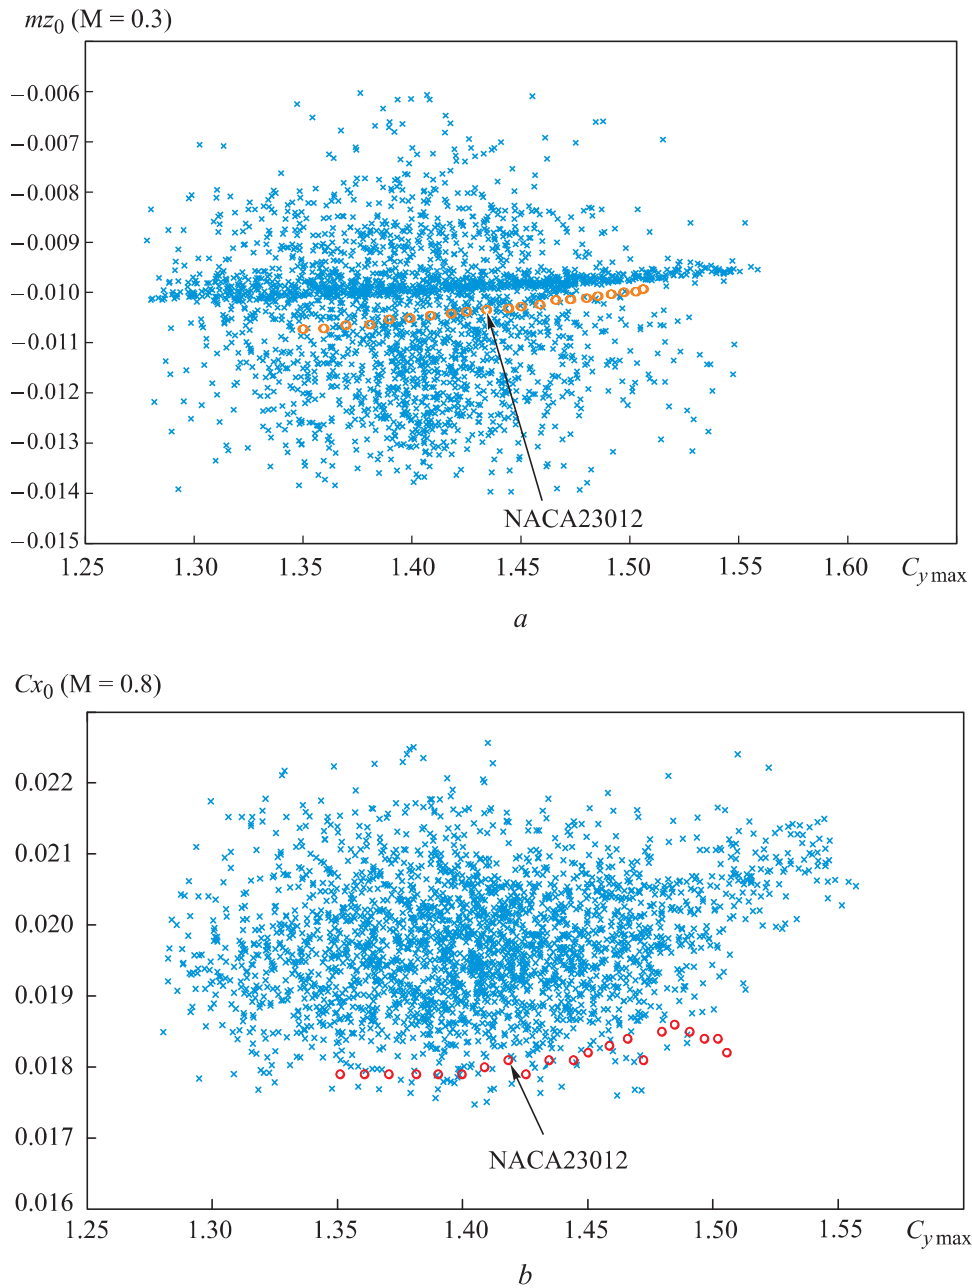 mz₀ (M = 0.3)
−0.006
−0.007
−0.008
−0.009
−0.010
−0.011
−0.012
−0.013
−0.014
−0.015
NACA23012
1.25 1.30 1.35 1.40 1.45 1.50 1.55 1.60 C_y max
a
Cx₀ (M = 0.8)
0.022
0.021
0.020
0.019
0.018
0.017
0.016
NACA23012
1.25 1.30 1.35 1.40 1.45 1.50 1.55 C_y max
b